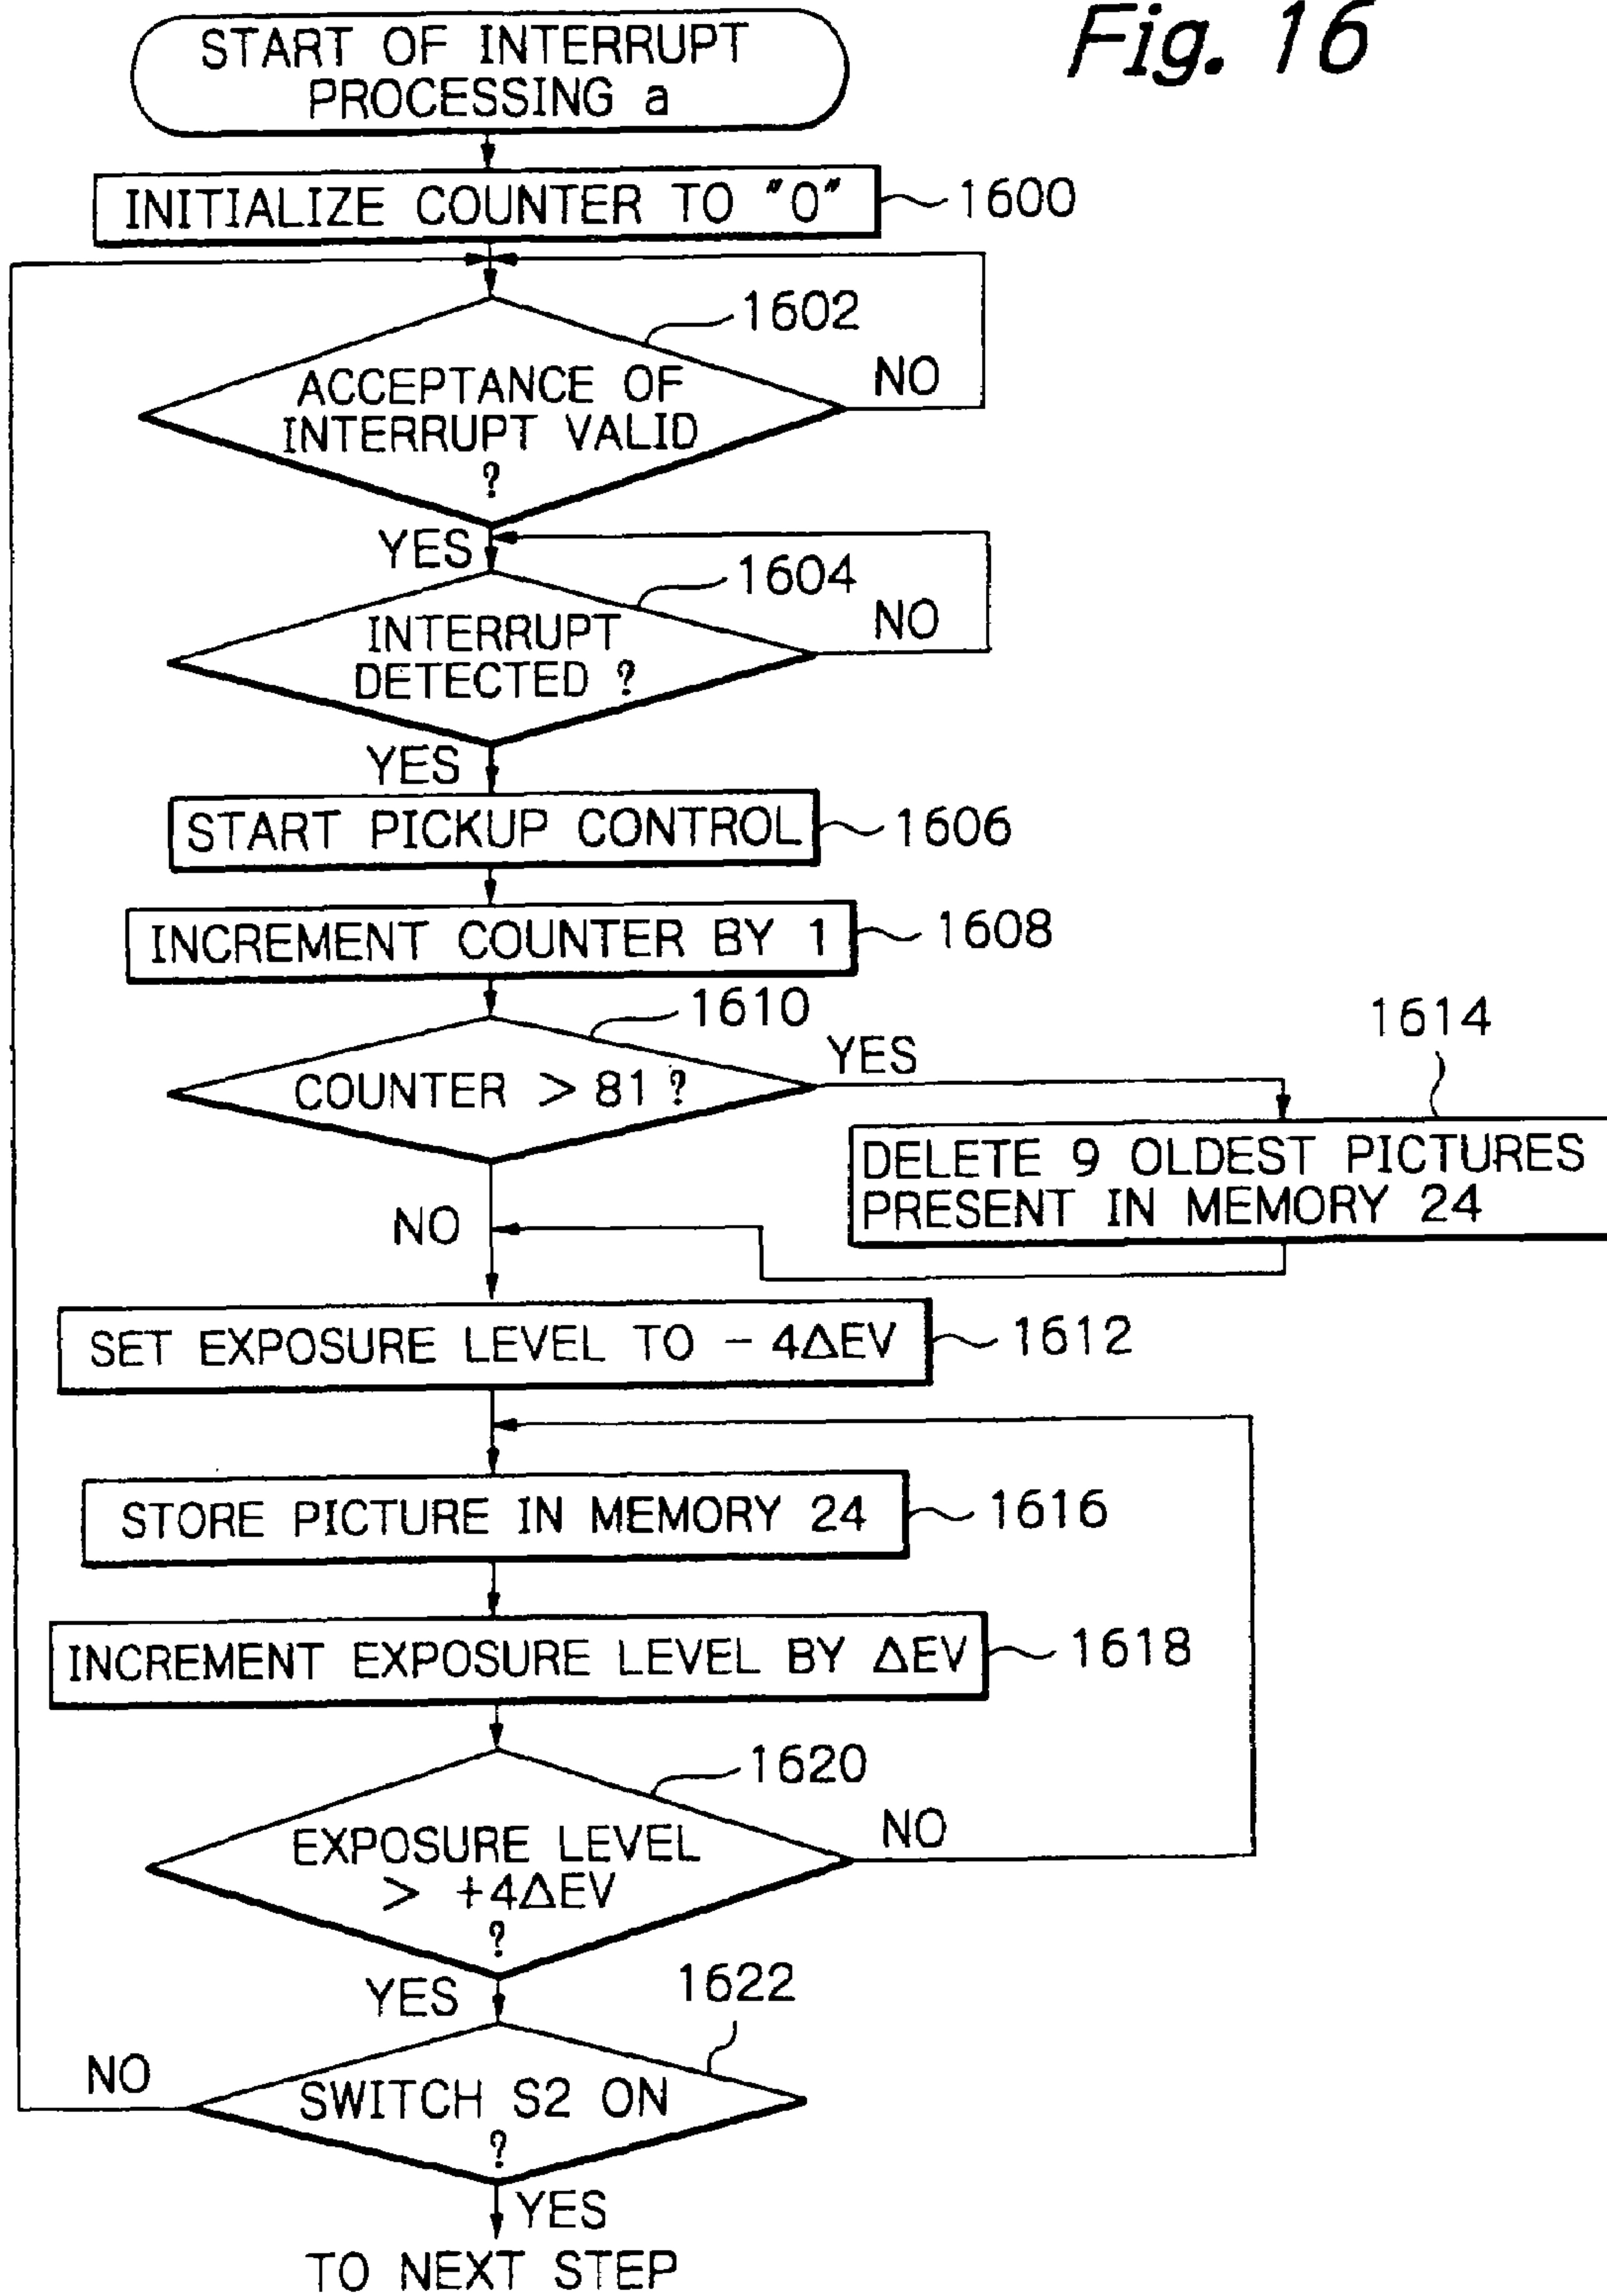 Fig. 16
START OF INTERRUPT
PROCESSING a
INITIALIZE COUNTER TO "0"
1600
1602
ACCEPTANCE OF
INTERRUPT VALID
?
NO
YES
1604
INTERRUPT
DETECTED ?
NO
YES
START PICKUP CONTROL
1606
INCREMENT COUNTER BY 1
1608
1610
COUNTER > 81 ?
YES
1614
DELETE 9 OLDEST PICTURES
PRESENT IN MEMORY 24
NO
SET EXPOSURE LEVEL TO - 4ΔEV
1612
STORE PICTURE IN MEMORY 24
1616
INCREMENT EXPOSURE LEVEL BY ΔEV
1618
1620
EXPOSURE LEVEL
> +4ΔEV
?
NO
YES
1622
NO
SWITCH S2 ON
?
YES
TO NEXT STEP